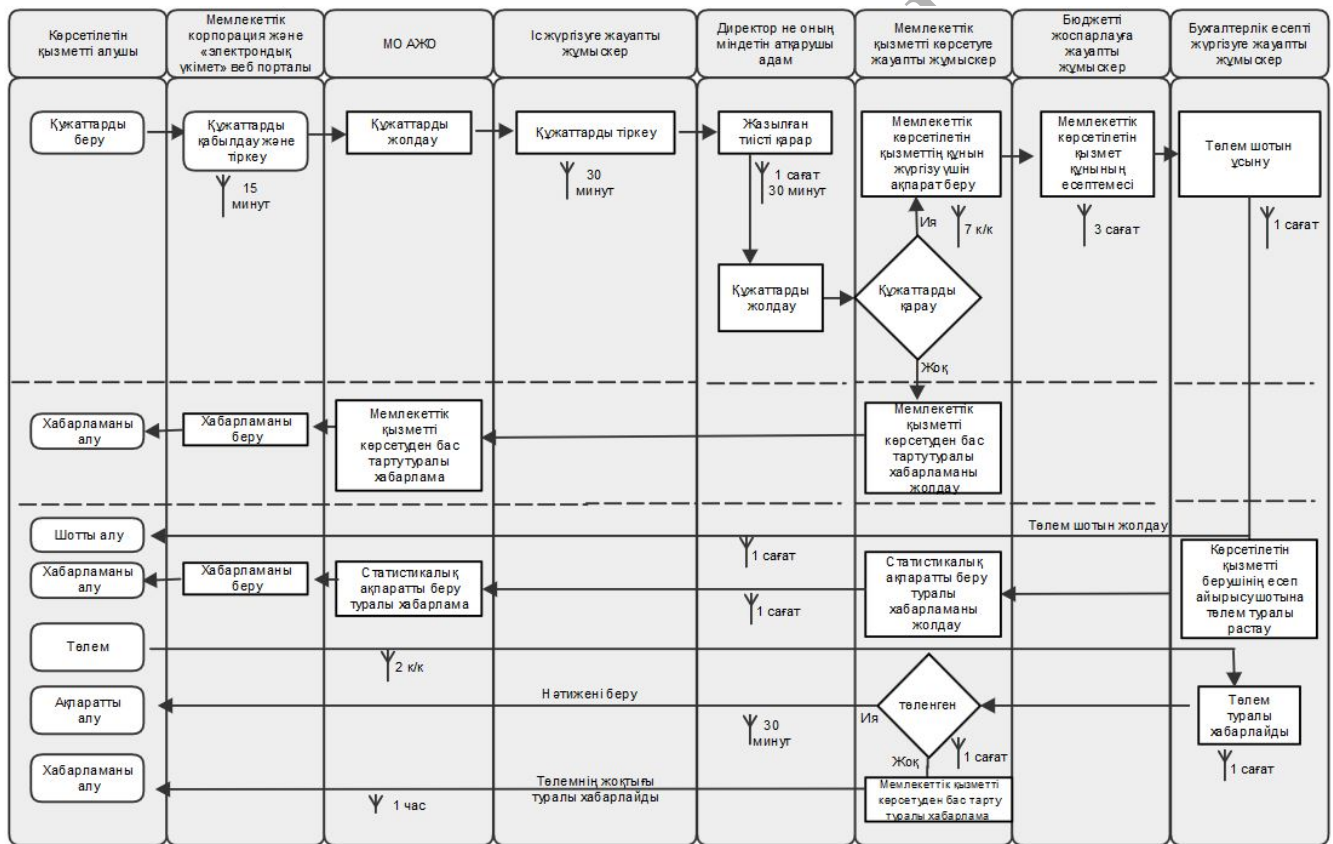 Көрсетілетін
қызметті алушы
Мемлекеттік
корпорация және
«электрондық
үкімет» веб порталы
МО АЖО
Іс жүргізуге жауапты
жұмыскер
Директор не оның
міндетін атқарушы
адам
Мемлекеттік
қызметті көрсетуге
жауапты жұмыскер
Бюджетті
жоспарлауға
жауапты
жұмыскер
Бухгалтерлік есепті
жүргізуге жауапты
жұмыскер
Құжаттарды
беру
Құжаттарды
қабылдау және
тіркеу
Құжаттарды
жолдау
Құжаттарды тіркеу
Жазылған
тиісті қарар
Мемлекеттік
көрсетілетін
қызметтің құнын
жүргізу үшін
ақпарат беру
Мемлекеттік
көрсетілетін
қызмет
құнының
есептемесі
Төлем шотын
ұсыну
15
минут
30
минут
1 сағат
30 минут
Ия
7 к/к
3 сағат
1 сағат
Құжаттарды
жолдау
Құжаттарды
қарау
Жоқ
Хабарламаны
алу
Хабарламаны
беру
Мемлекеттік
қызметті
көрсетуден бас
тарту туралы
хабарлама
Мемлекеттік
қызметті
көрсетуден бас
тарту туралы
хабарламаны
жолдау
Шотты алу
Төлем шотын жолдау
1 сағат
Хабарламаны
алу
Хабарламаны
беру
Статистикалық
ақпаратты беру
туралы хабарлама
Статистикалық
ақпаратты беру
туралы
хабарламаны
жолдау
Көрсетілетін
қызметті
берушінің есеп
айырысу шотына
төлем туралы
растау
1 сағат
Төлем
2 к/к
Ақпаратты
алу
Нәтижені беру
төленген
Төлем
туралы
хабарлайды
Ия
30
минут
Жоқ
1 сағат
1 сағат
Хабарламаны
алу
Төлемнің жоқтығы
туралы хабарлайды
Мемлекеттік қызметті
көрсетуден бас тарту
туралы хабарлама
1 час